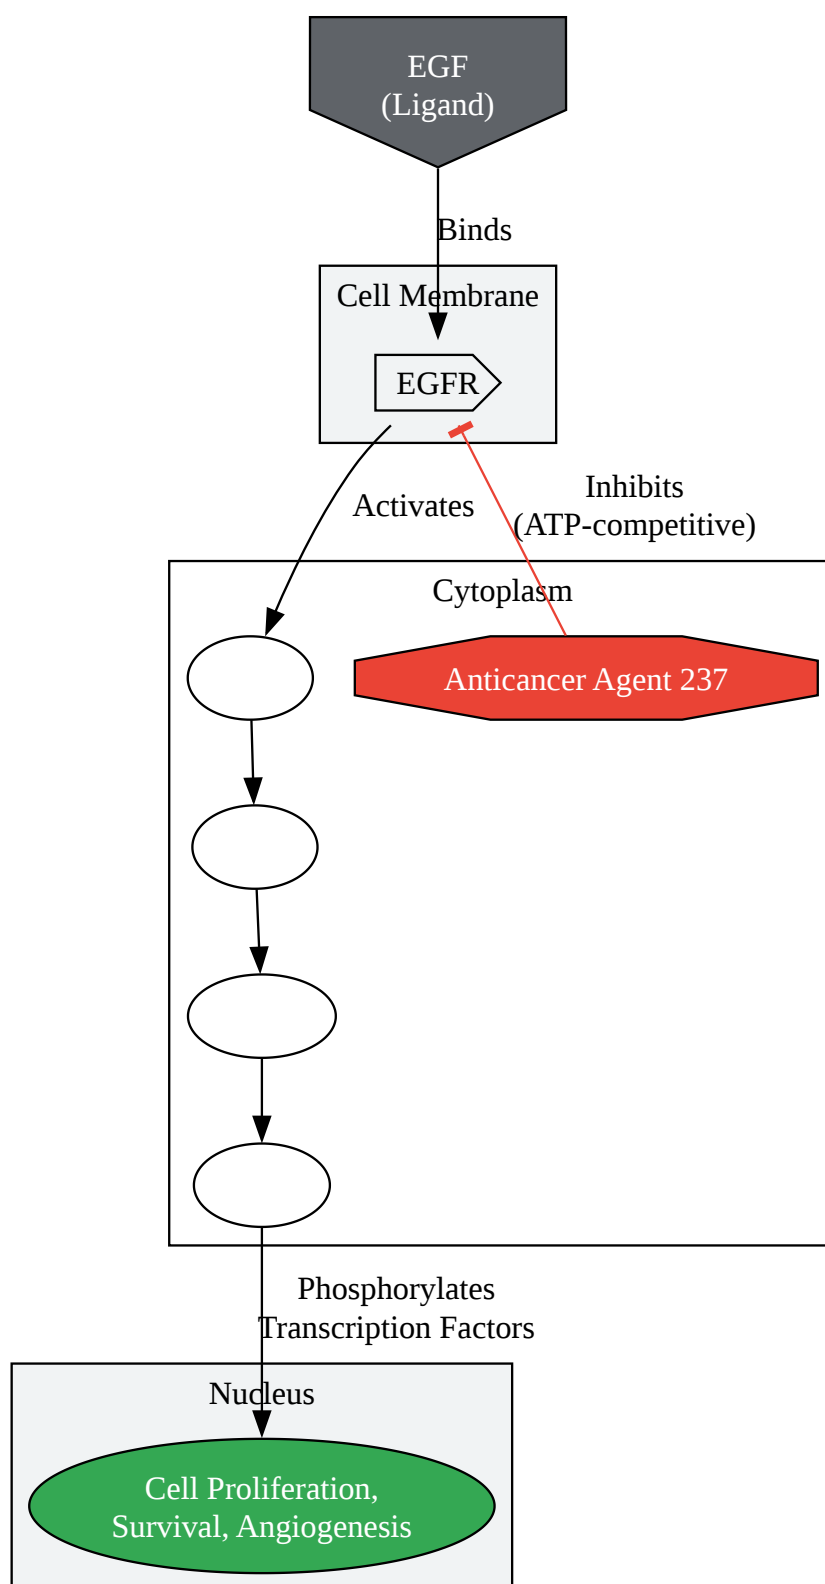 EGF
(Ligand)
Binds
Cell Membrane
EGFR
Activates
Inhibits
(ATP-competitive)
Cytoplasm
Anticancer Agent 237
Phosphorylates
Transcription Factors
Nucleus
Cell Proliferation,
Survival, Angiogenesis